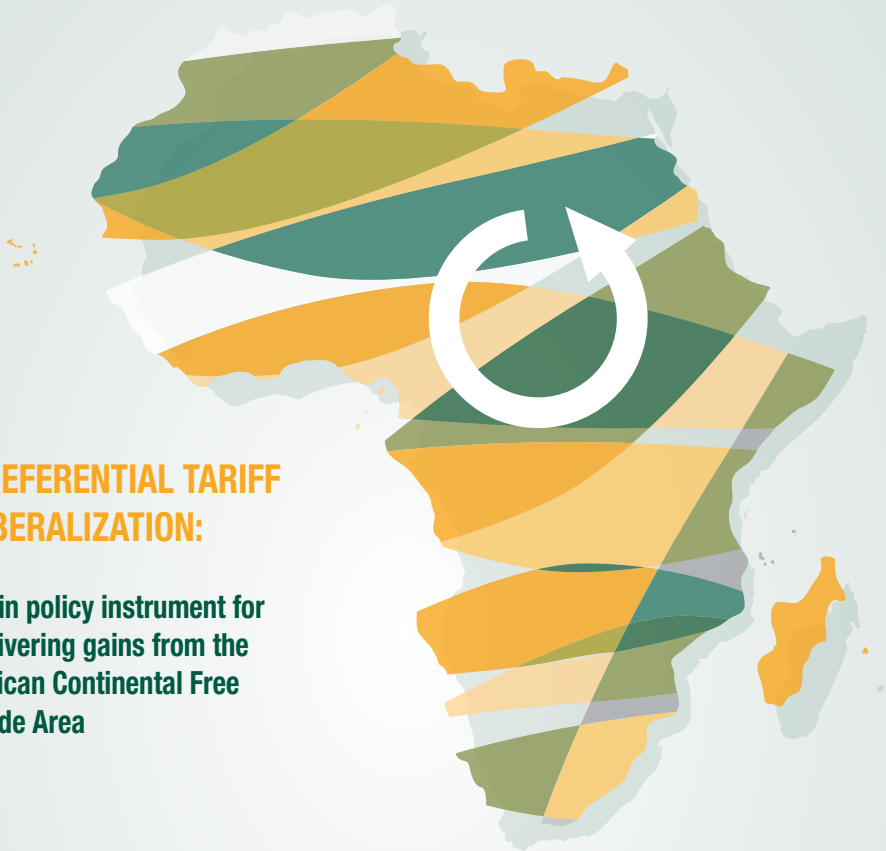 EFERENTIAL TARIFF
BERALIZATION:
in policy instrument for
ivering gains from the
ican Continental Free
de Area